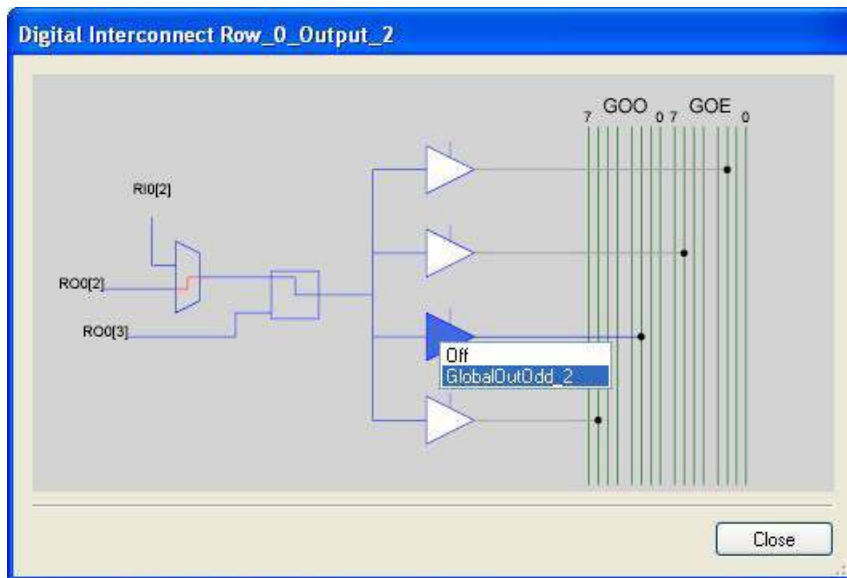 Digital Interconnect Row_0_Output_2
GOO GOE
7 0 7 0
RI0[2]
RO0[2]
RO0[3]
Off
GlobalOutOdd_2
Close